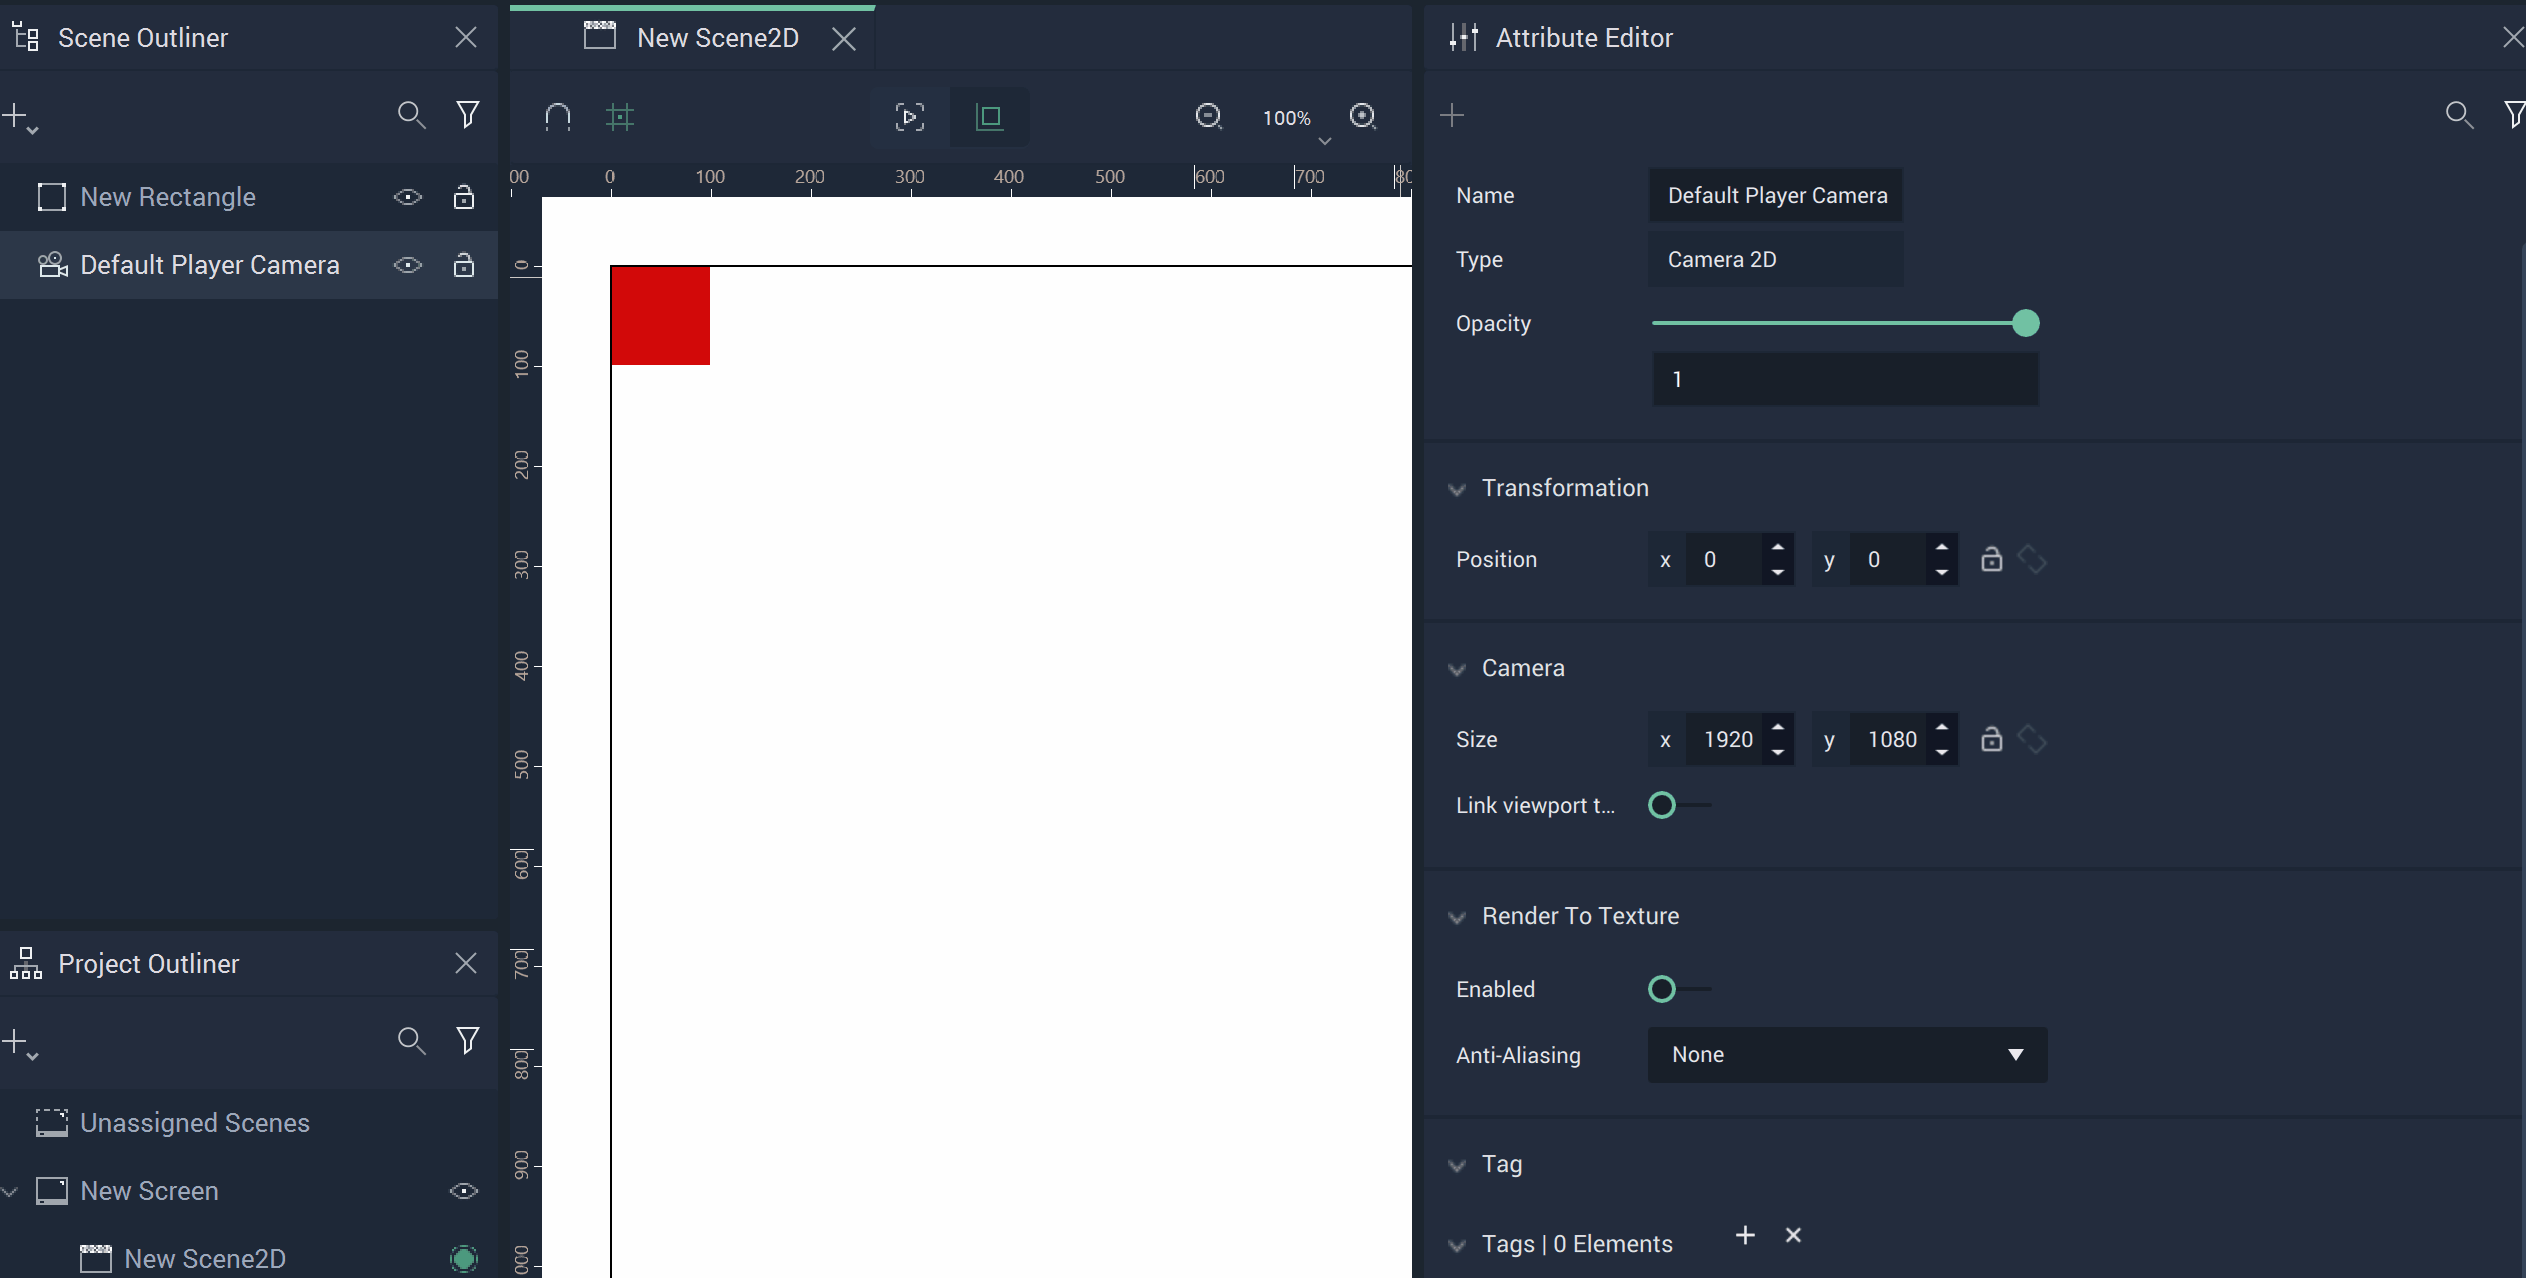 Scene Outliner
New Rectangle
Default Player Camera
Project Outliner
Unassigned Scenes
New Screen
New Scene2D
New Scene2D
100%
00 0 100 200 300 400 500 600 700 80
0
100
200
300
400
500
600
700
800
900
000
Attribute Editor
Name Default Player Camera
Type Camera 2D
Opacity
1
Transformation
Position x 0 y 0
Camera
Size x 1920 y 1080
Link viewport t...
Render To Texture
Enabled
Anti-Aliasing None
Tag
Tags | 0 Elements